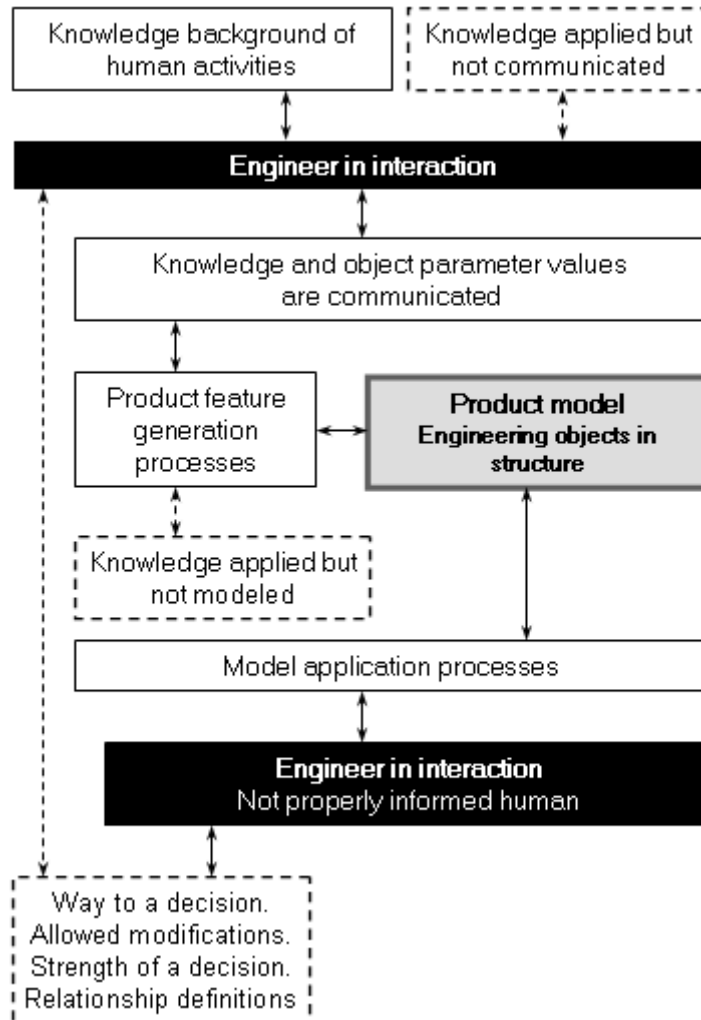 Knowledge background of
human activities
Knowledge applied but
not communicated
Engineer in interaction
Knowledge and object parameter values
are communicated
Product feature
generation
processes
Product model
Engineering objects in
structure
Knowledge applied but
not modeled
Model application processes
Engineer in interaction
Not properly informed human
Way to a decision.
Allowed modifications.
Strength of a decision.
Relationship definitions